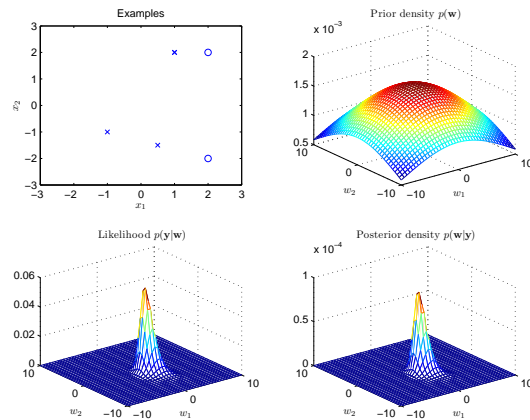 Examples
3
2
1
0
−1
−2
−3
−3 −2 −1 0 1 2 3
x₂
x₁
Prior density p(w)
x 10⁻³
2
1.5
1
0.5
10
0
−10
−10
0
10
w₂
w₁
Likelihood p(y|w)
0.06
0.04
0.02
0
10
0
−10
−10
0
10
w₂
w₁
Posterior density p(w|y)
x 10⁻⁴
1
0.5
0
10
0
−10
−10
0
10
w₂
w₁